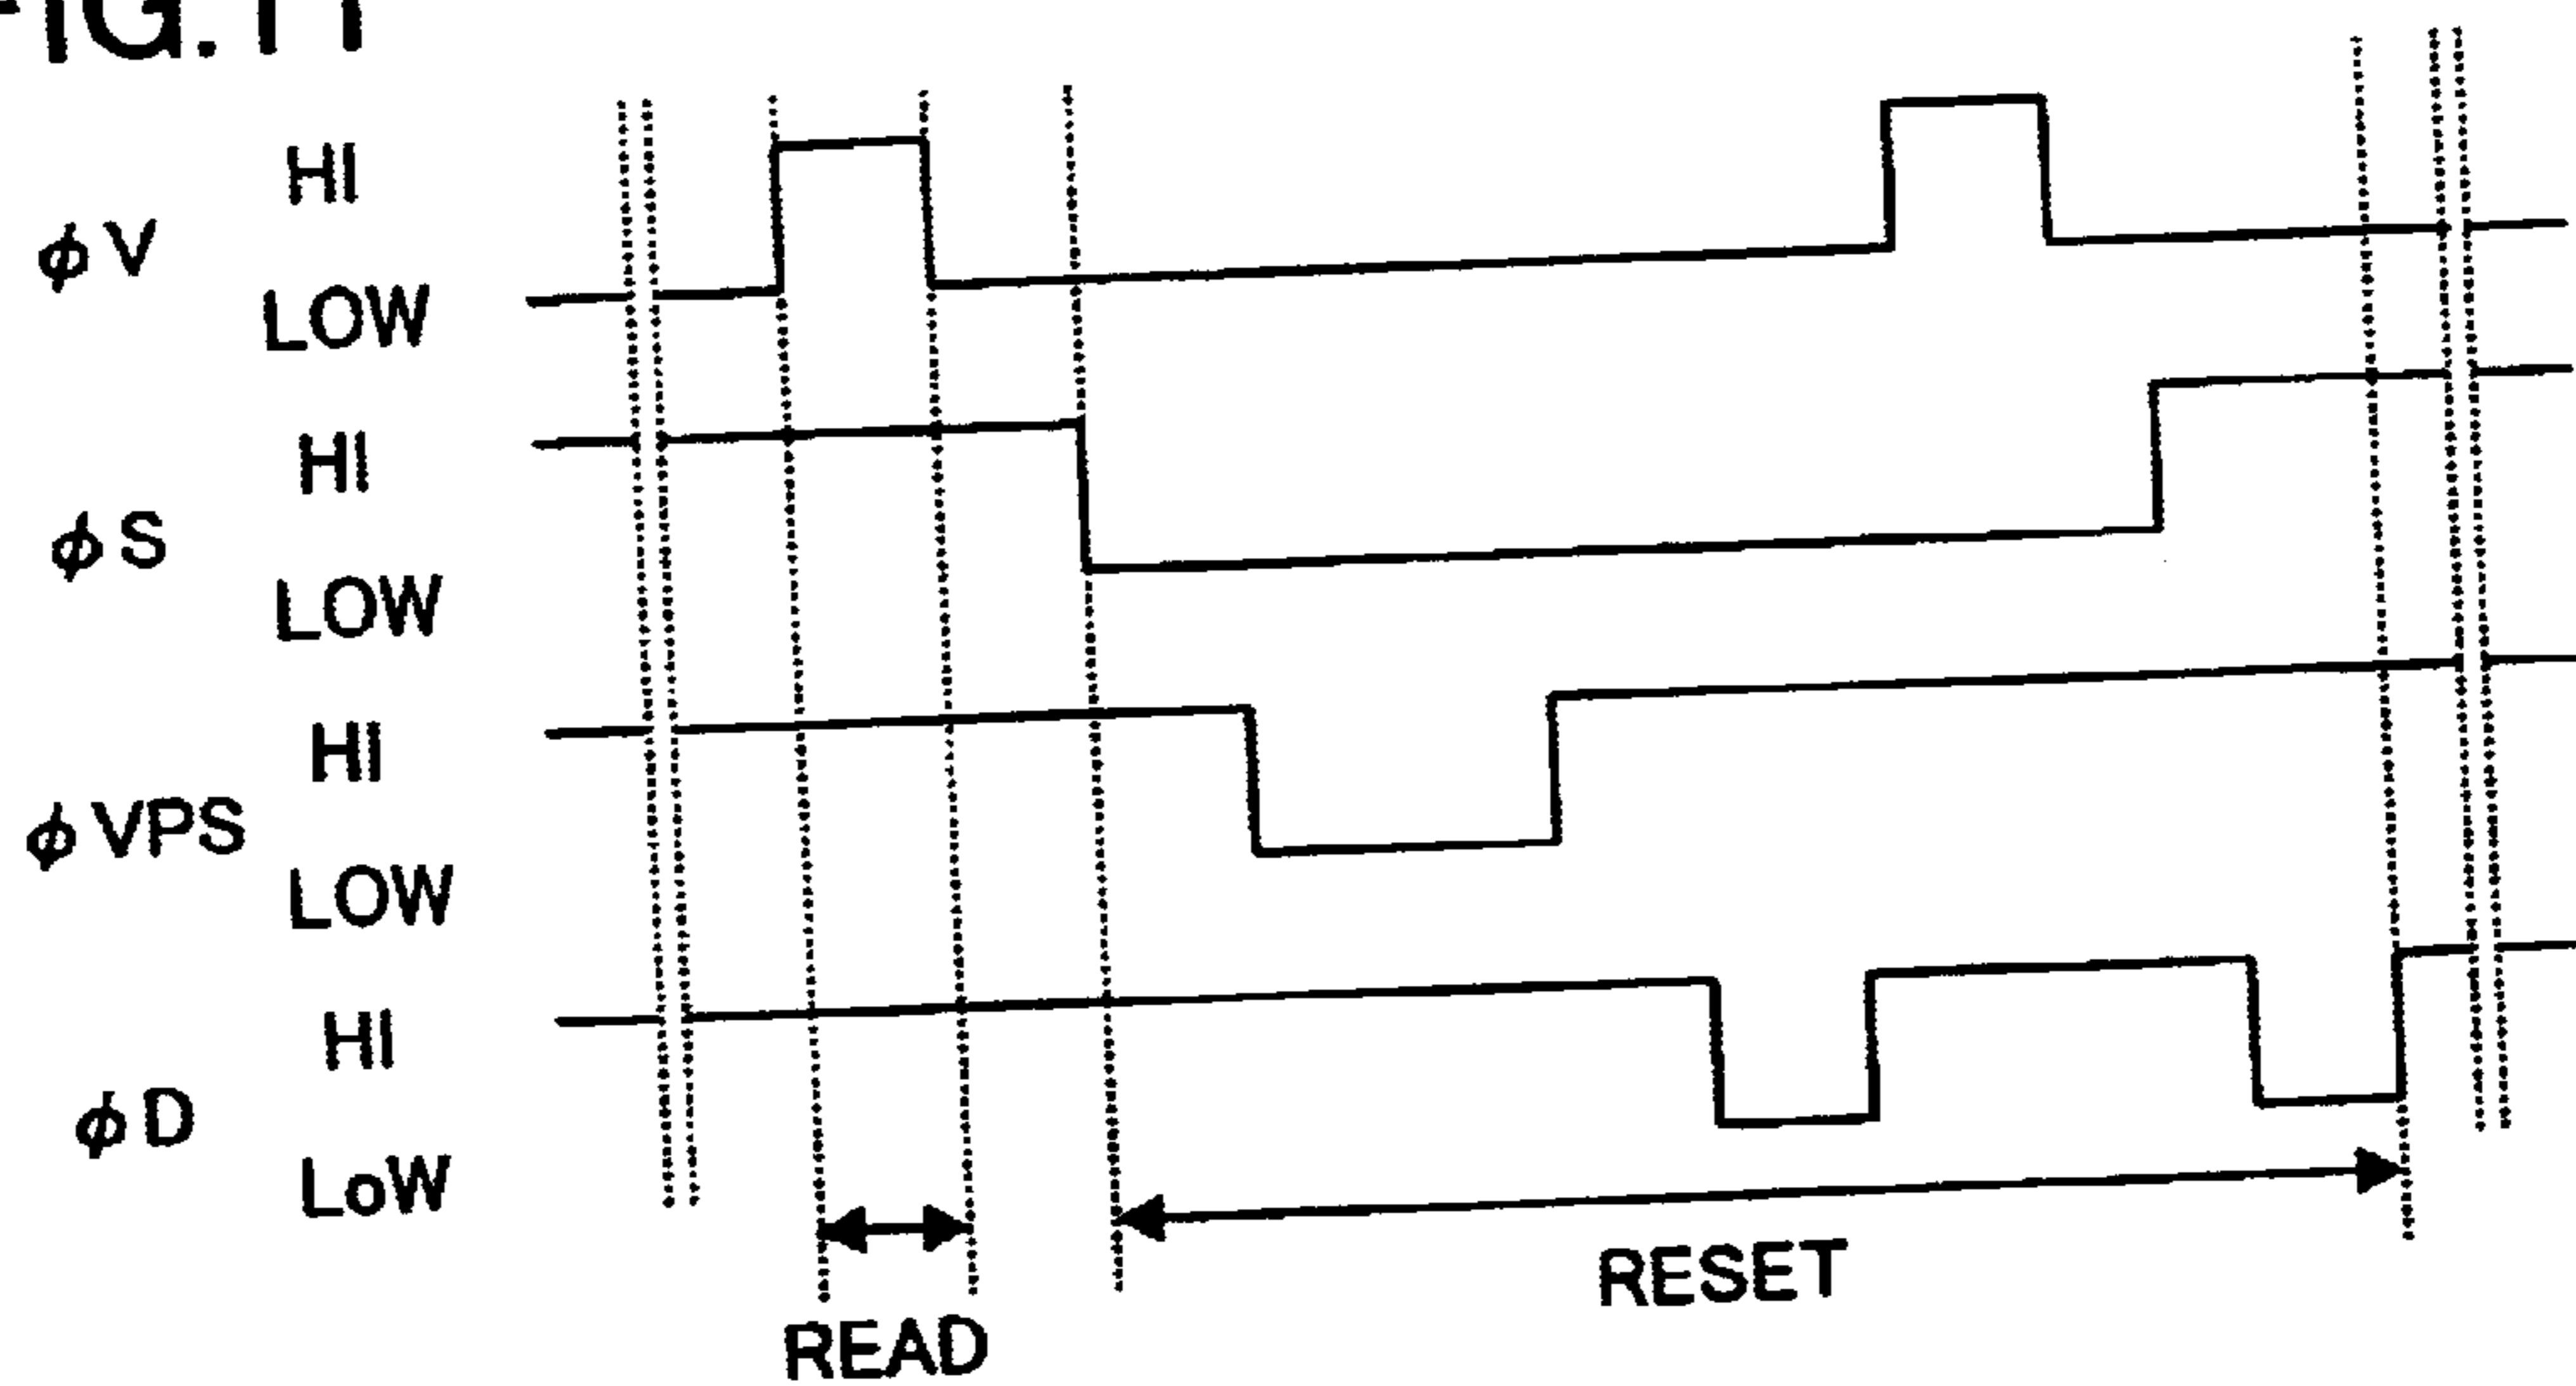 FIG. 11
HI
φV
LOW
HI
φS
LOW
HI
φVPS
LOW
HI
φD
LoW
READ
RESET